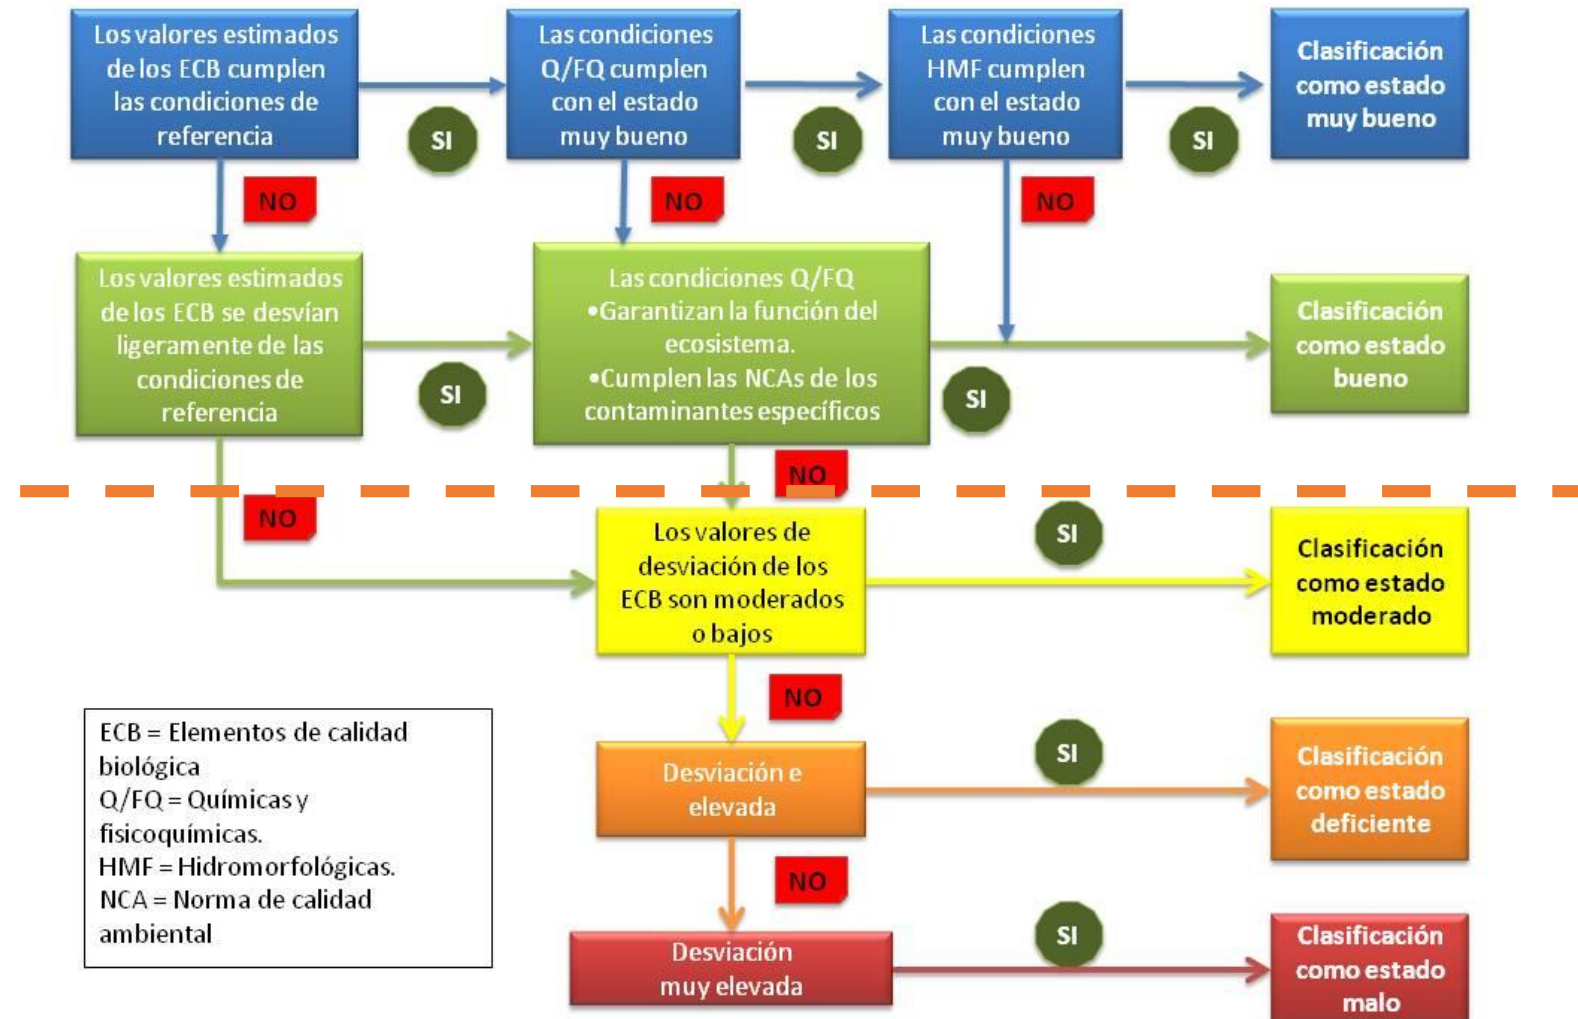 Los valores estimados
de los ECB cumplen
las condiciones de
referencia
SI
Las condiciones
Q/FQ cumplen
con el estado
muy bueno
SI
Las condiciones
HMF cumplen
con el estado
muy bueno
SI
Clasificación
como estado
muy bueno
NO
NO
NO
Los valores estimados
de los ECB se desvían
ligeramente de las
condiciones de
referencia
SI
Las condiciones Q/FQ
•Garantizan la función del
ecosistema.
•Cumplen las NCAs de los
contaminantes específicos
SI
Clasificación
como estado
bueno
NO
NO
Los valores de
desviación de los
ECB son moderados
o bajos
SI
Clasificación
como estado
moderado
NO
Desviación e
elevada
SI
Clasificación
como estado
deficiente
NO
Desviación
muy elevada
SI
Clasificación
como estado
malo
ECB = Elementos de calidad
biológica
Q/FQ = Químicas y
fisicoquímicas.
HMF = Hidromorfológicas.
NCA = Norma de calidad
ambiental